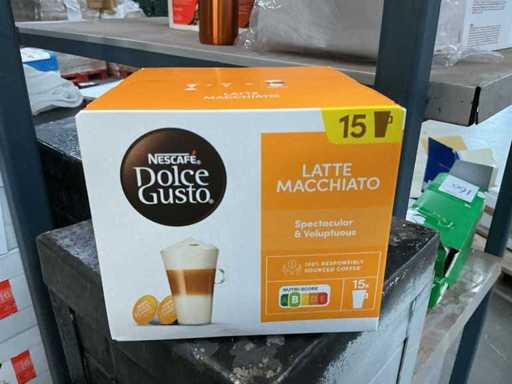 LATTE
MACCHIATO
15
NESCAFÉ®
DOLCE
GUSTO®
LATTE
MACCHIATO
Spectacular
& Voluptuous
100% RESPONSIBLY
SOURCED COFFEE
NUTRI-SCORE
B
15x